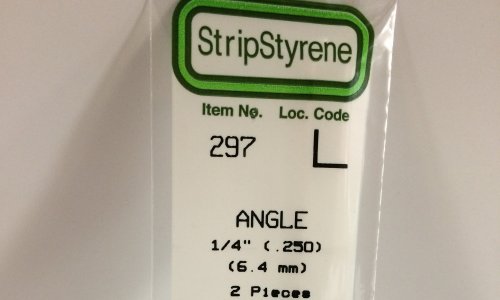 StripStyrene
Item No. Loc. Code
297 L
ANGLE
1/4" (.250)
(6.4 mm)
2 Pieces